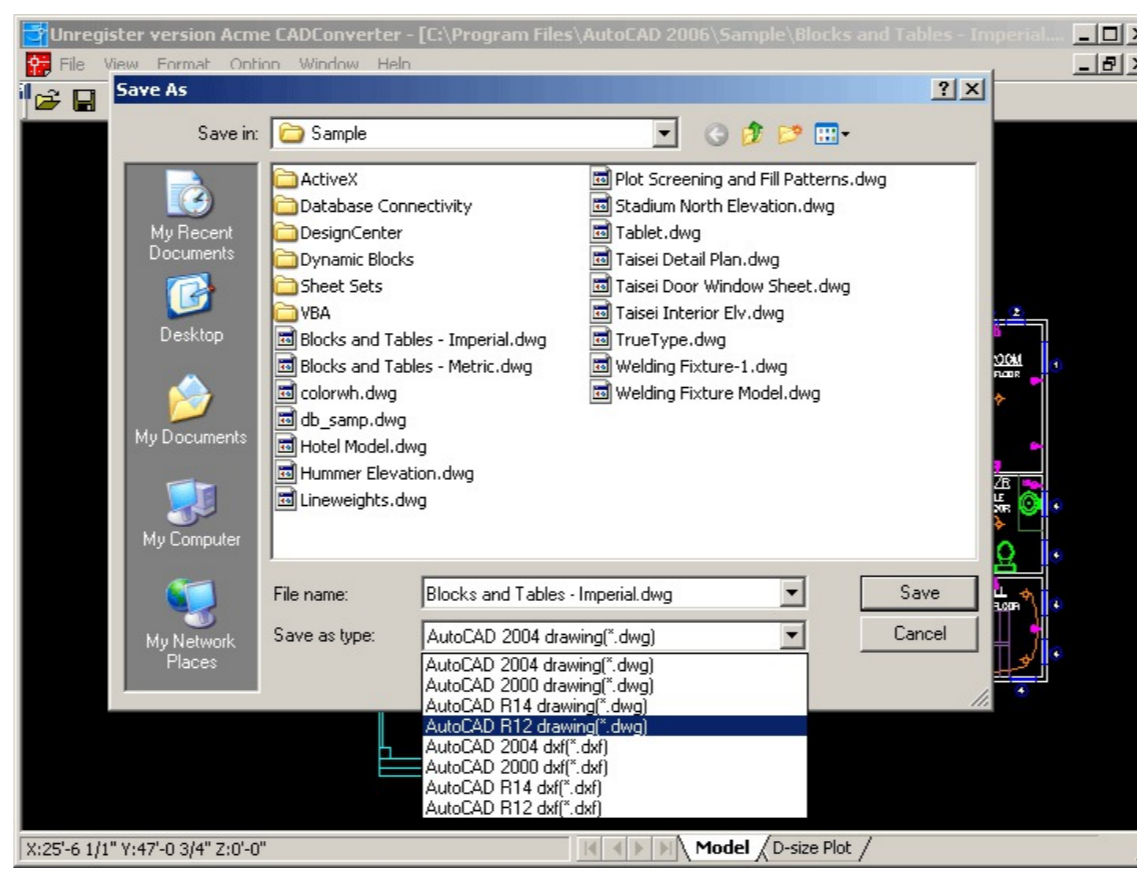 Unregister version Acme CADConverter - [C:\Program Files\AutoCAD 2006\Sample\Blocks and Tables - Imperial....
File View Format Option Window Help
Save As
Save in: Sample
My Recent Documents
Desktop
My Documents
My Computer
My Network Places
ActiveX
Database Connectivity
DesignCenter
Dynamic Blocks
Sheet Sets
VBA
Blocks and Tables - Imperial.dwg
Blocks and Tables - Metric.dwg
colorwh.dwg
db_samp.dwg
Hotel Model.dwg
Hummer Elevation.dwg
Lineweights.dwg
Plot Screening and Fill Patterns.dwg
Stadium North Elevation.dwg
Tablet.dwg
Taisei Detail Plan.dwg
Taisei Door Window Sheet.dwg
Taisei Interior Elv.dwg
TrueType.dwg
Welding Fixture-1.dwg
Welding Fixture Model.dwg
File name: Blocks and Tables - Imperial.dwg
Save
Save as type: AutoCAD 2004 drawing(*.dwg)
Cancel
AutoCAD 2004 drawing(*.dwg)
AutoCAD 2000 drawing(*.dwg)
AutoCAD R14 drawing(*.dwg)
AutoCAD R12 drawing(*.dwg)
AutoCAD 2004 dxf(*.dxf)
AutoCAD 2000 dxf(*.dxf)
AutoCAD R14 dxf(*.dxf)
AutoCAD R12 dxf(*.dxf)
X:25'-6 1/1" Y:47'-0 3/4" Z:0'-0"
Model
D-size Plot